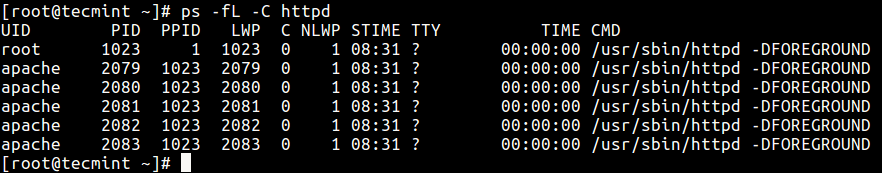 [root@tecmint ~]# ps -fL -C httpd
UID        PID  PPID   LWP  C NLWP STIME TTY          TIME CMD
root      1023     1  1023  0    1 08:31 ?        00:00:00 /usr/sbin/httpd -DFOREGROUND
apache    2079  1023  2079  0    1 08:31 ?        00:00:00 /usr/sbin/httpd -DFOREGROUND
apache    2080  1023  2080  0    1 08:31 ?        00:00:00 /usr/sbin/httpd -DFOREGROUND
apache    2081  1023  2081  0    1 08:31 ?        00:00:00 /usr/sbin/httpd -DFOREGROUND
apache    2082  1023  2082  0    1 08:31 ?        00:00:00 /usr/sbin/httpd -DFOREGROUND
apache    2083  1023  2083  0    1 08:31 ?        00:00:00 /usr/sbin/httpd -DFOREGROUND
[root@tecmint ~]#